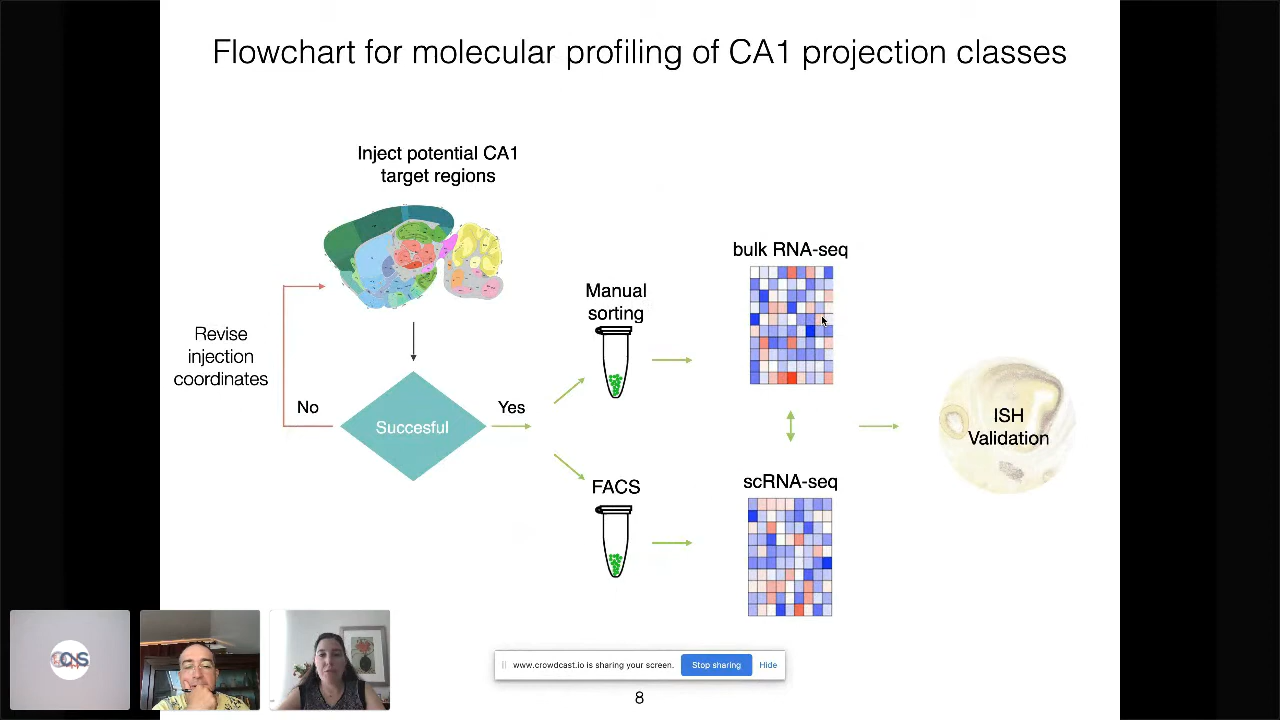 Flowchart for molecular profiling of CA1 projection classes
Inject potential CA1
target regions
bulk RNA-seq
Manual
sorting
Revise
injection
coordinates
No
Succesful
Yes
ISH
Validation
FACS
scRNA-seq
www.crowdcast.io is sharing your screen.
Stop sharing
Hide
8